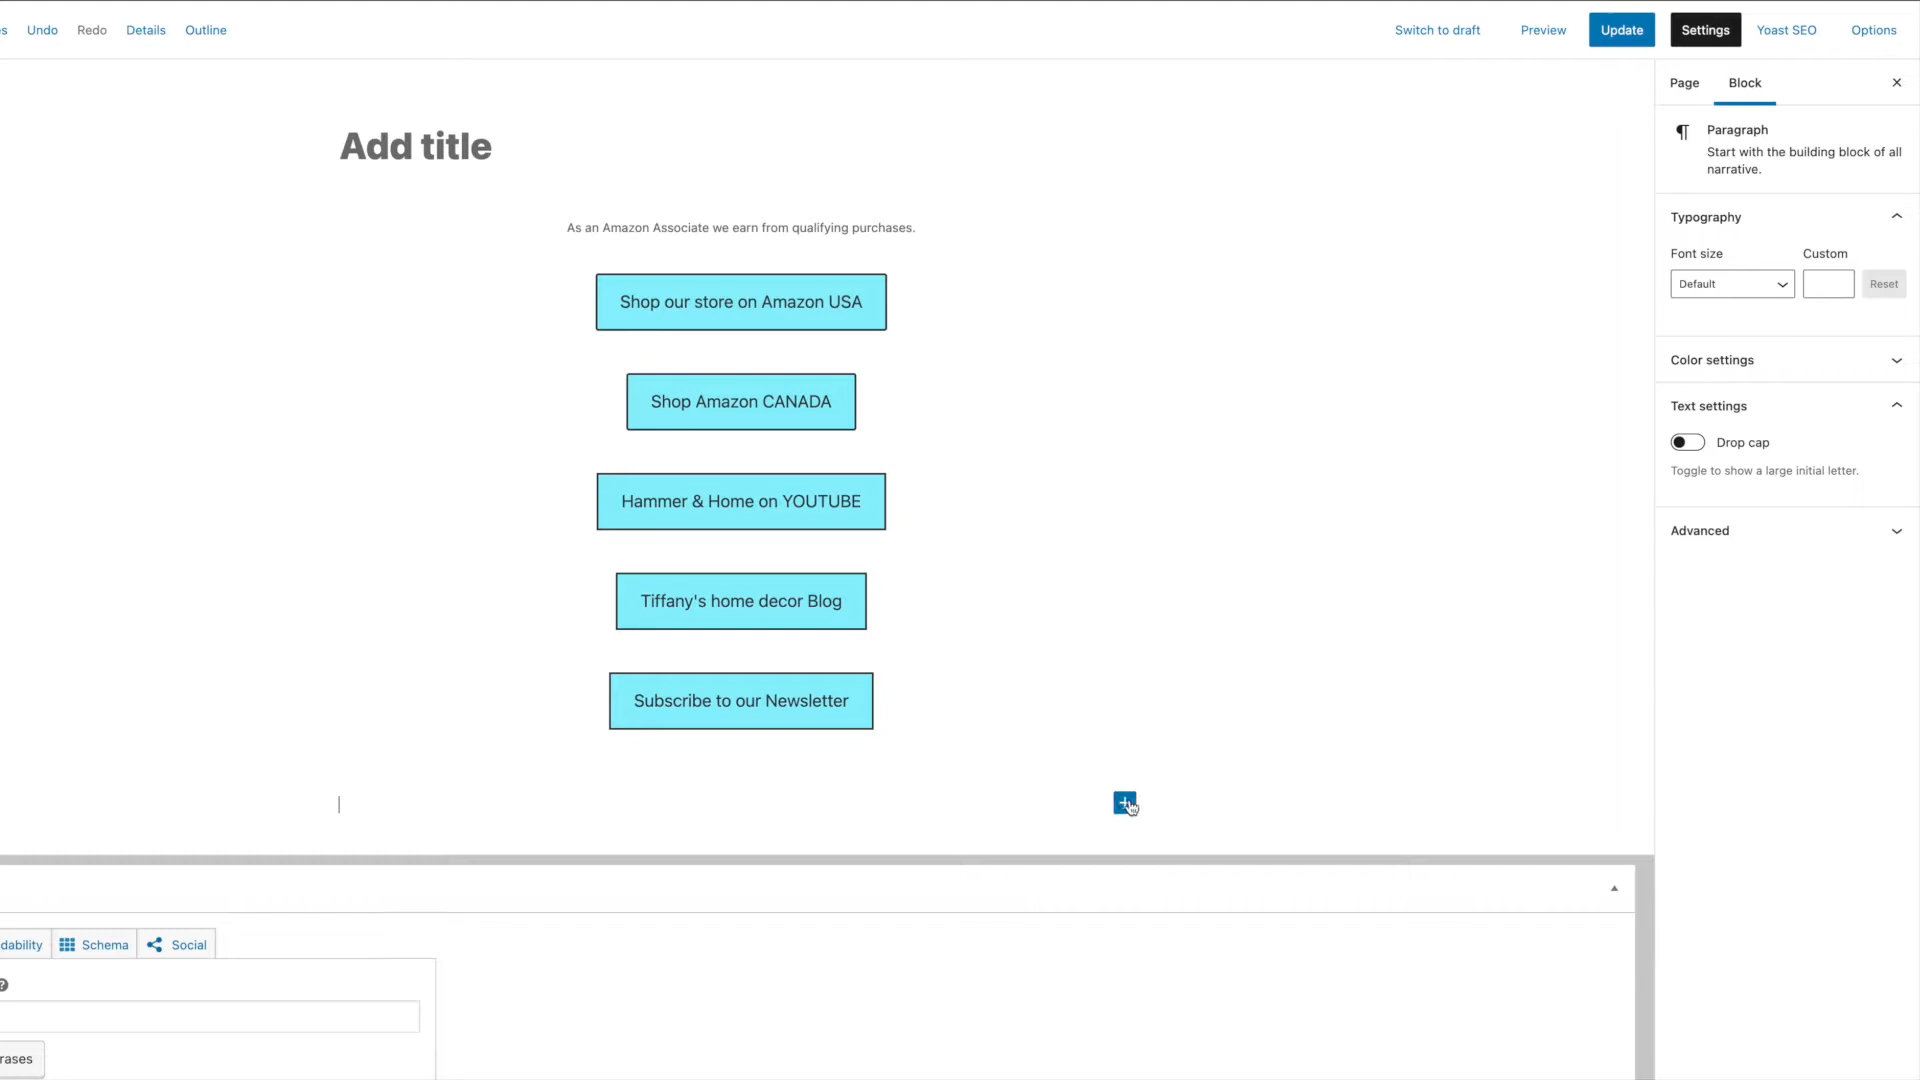 Undo
Redo
Details
Outline
Switch to draft
Preview
Update
Settings
Yoast SEO
Options
Page
Block
Paragraph
Start with the building block of all
narrative.
Typography
Font size
Custom
Default
Reset
Color settings
Text settings
Drop cap
Toggle to show a large initial letter.
Advanced
Add title
As an Amazon Associate we earn from qualifying purchases.
Shop our store on Amazon USA
Shop Amazon CANADA
Hammer & Home on YOUTUBE
Tiffany's home decor Blog
Subscribe to our Newsletter
dability
Schema
Social
rases